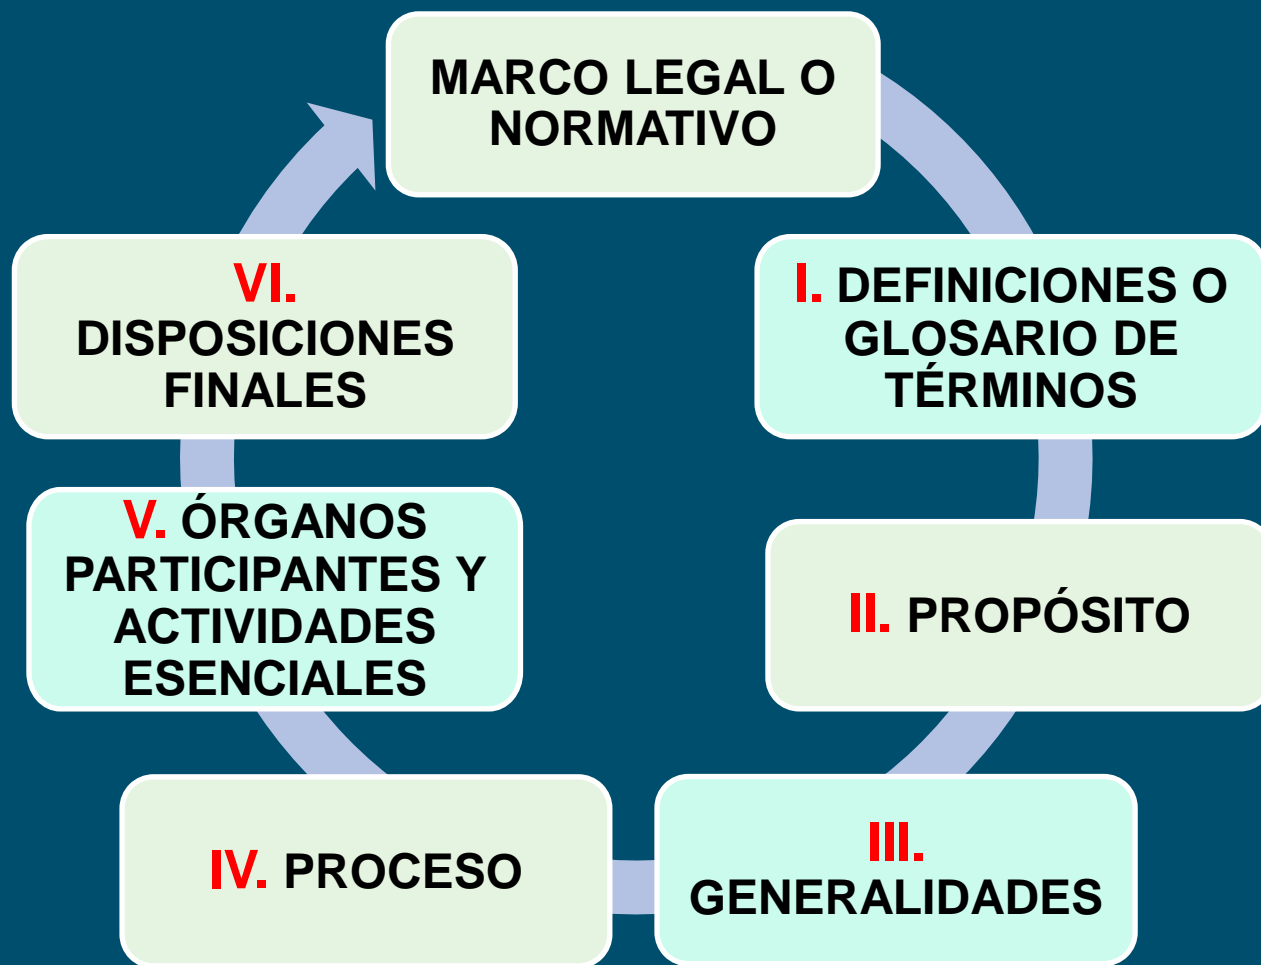 MARCO LEGAL O
NORMATIVO
I. DEFINICIONES O
GLOSARIO DE
TÉRMINOS
II. PROPÓSITO
III.
GENERALIDADES
IV. PROCESO
V. ÓRGANOS
PARTICIPANTES Y
ACTIVIDADES
ESENCIALES
VI.
DISPOSICIONES
FINALES